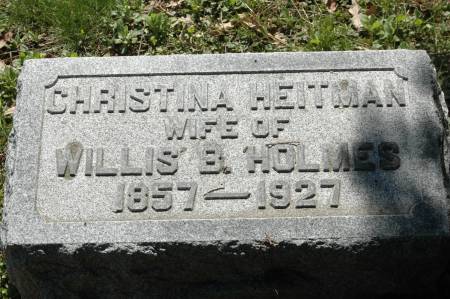 CHRISTINA HEITMAN
WIFE OF
WILLIS B. HOLMES
1857—1927